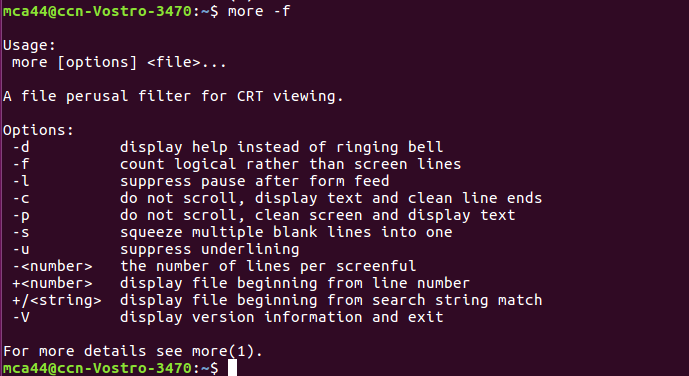 mca44@ccn-Vostro-3470:~$ more -f
Usage:
more [options] <file>...
A file perusal filter for CRT viewing.
Options:
-d display help instead of ringing bell
-f count logical rather than screen lines
-l suppress pause after form feed
-c do not scroll, display text and clean line ends
-p do not scroll, clean screen and display text
-s squeeze multiple blank lines into one
-u suppress underlining
-<number> the number of lines per screenful
+<number> display file beginning from line number
+/<string> display file beginning from search string match
-V display version information and exit
For more details see more(1).
mca44@ccn-Vostro-3470:~$